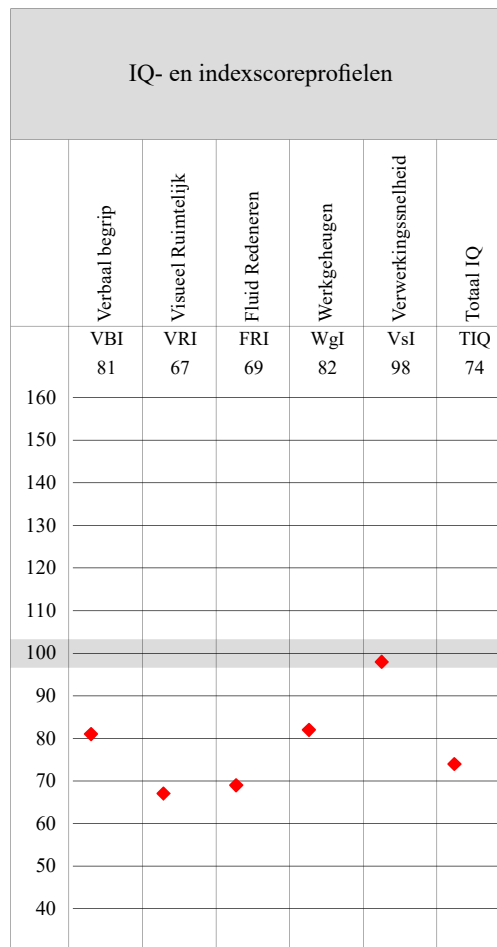 IQ- en indexscoreprofielen
Verbaal begrip
Visueel Ruimtelijk
Fluid Redeneren
Werkgeheugen
Verwerkingssnelheid
Totaal IQ
VBI VRI FRI WgI VsI TIQ
81 67 69 82 98 74
160
150
140
130
120
110
100
90
80
70
60
50
40